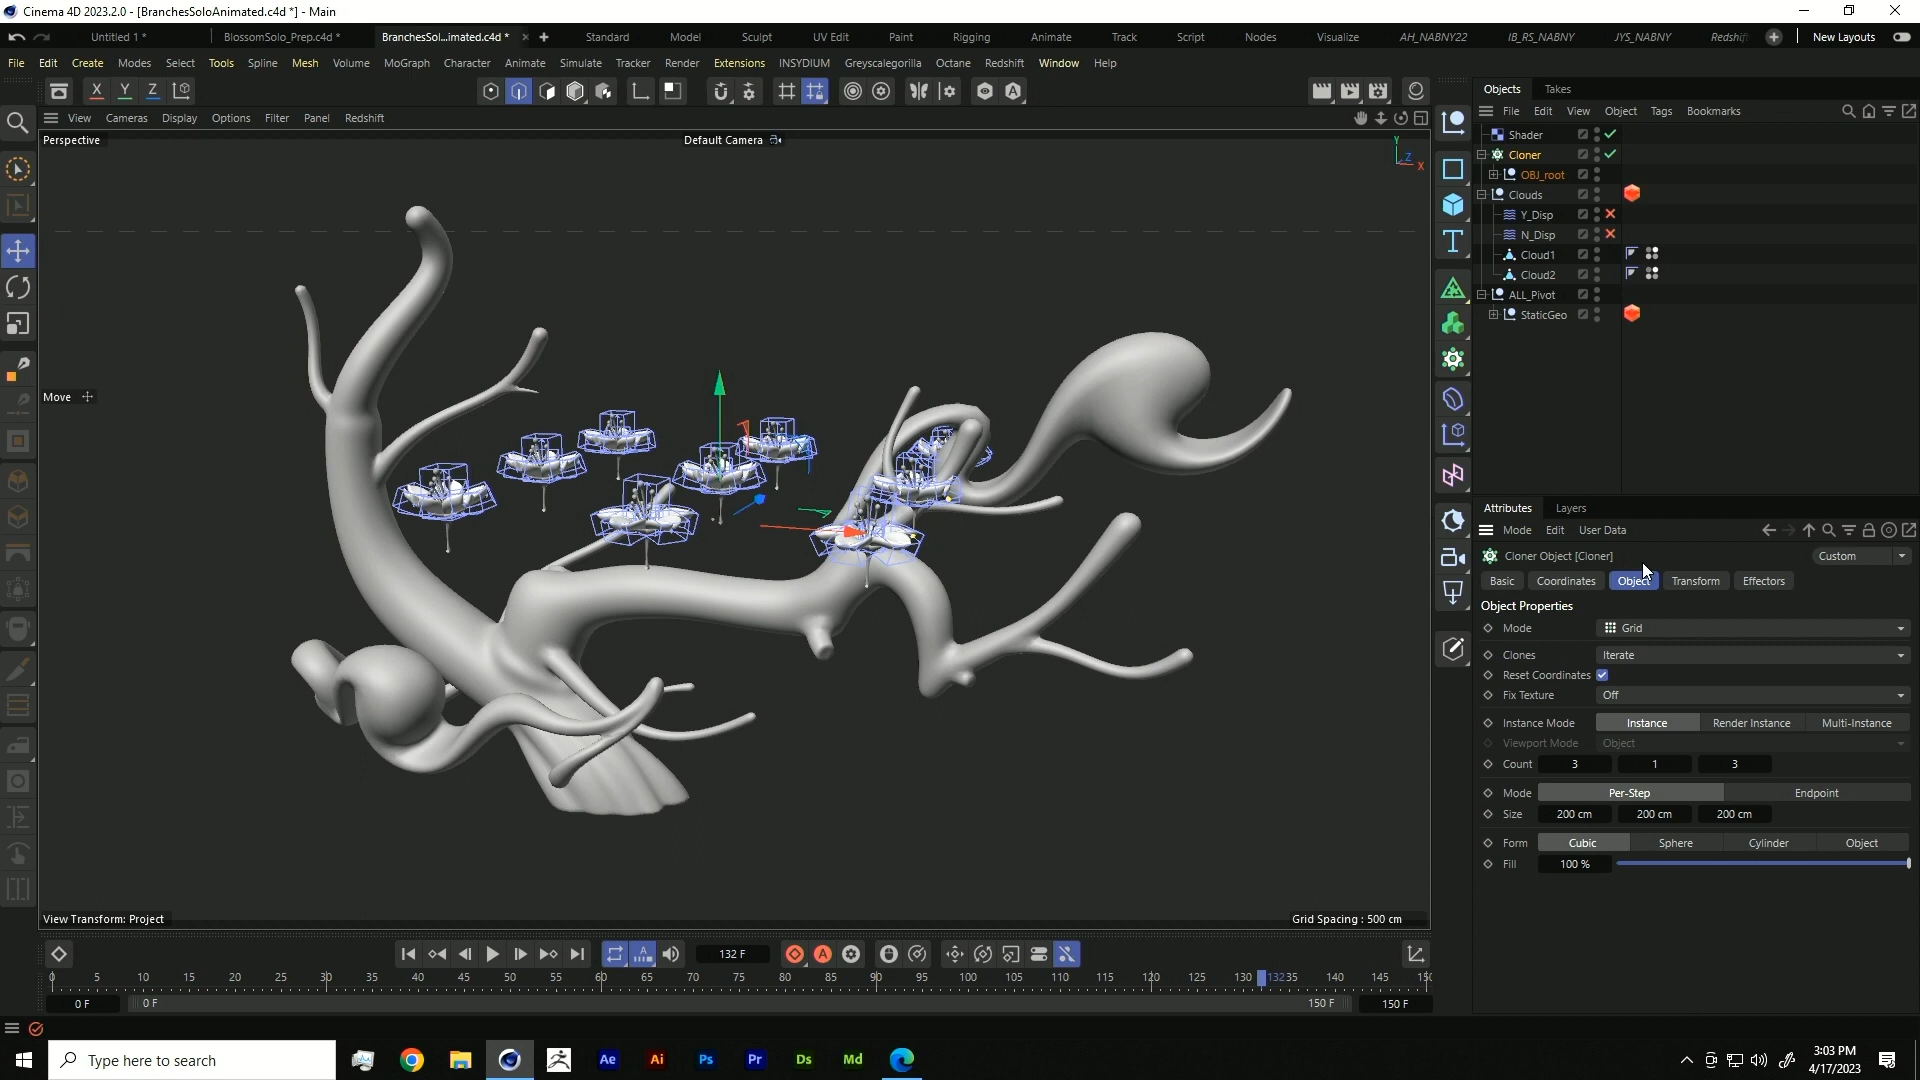 Cinema 4D 2023.2.0 - [BranchesSoloAnimated.c4d *] - Main
Untitled 1 *
BlossomSolo_Prep.c4d *
BranchesSol...imated.c4d *
Standard
Model
Sculpt
UV Edit
Paint
Rigging
Animate
Track
Script
Nodes
Visualize
AH_NABNY22
IB_RS_NABNY
JYS_NABNY
New Layouts
File Edit Create Modes Select Tools Spline Mesh Volume MoGraph Character Animate Simulate Tracker Render Extensions INSYDIUM Greyscalegorilla Octane Redshift Window Help
X Y Z
View Cameras Display Options Filter Panel Redshift
Perspective
Default Camera
Y
Z
X
Move
View Transform: Project
Grid Spacing : 500 cm
Objects Takes
File Edit View Object Tags Bookmarks
Shader
Cloner
OBJ_root
Clouds
Y_Disp
N_Disp
Cloud1
Cloud2
ALL_Pivot
StaticGeo
Attributes Layers
Mode Edit User Data
Cloner Object [Cloner]
Custom
Basic Coordinates Object Transform Effectors
Object Properties
Mode Grid
Clones Iterate
Reset Coordinates
Fix Texture Off
Instance Mode Instance Render Instance Multi-Instance
Viewport Mode Object
Count 3 1 3
Mode Per-Step Endpoint
Size 200 cm 200 cm 200 cm
Form Cubic Sphere Cylinder Object
Fill 100 %
132 F
0 5 10 15 20 25 30 35 40 45 50 55 60 65 70 75 80 85 90 95 100 105 110 115 120 125 130 13235 140 145
0 F
0 F
150 F
150 F
Type here to search
Ae
Ai
Ps
Pr
Ds
Md
3:03 PM
4/17/2023